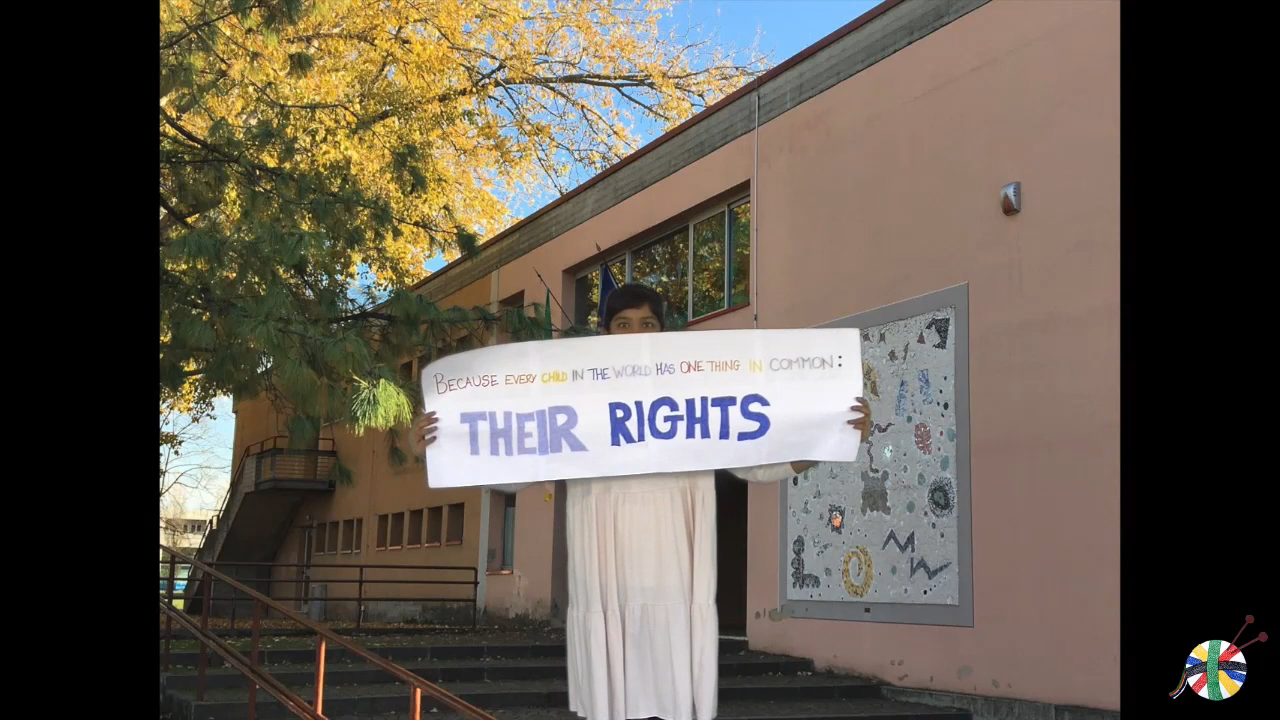 BECAUSE EVERY CHILD IN THE WORLD HAS ONE THING IN COMMON:
THEIR RIGHTS